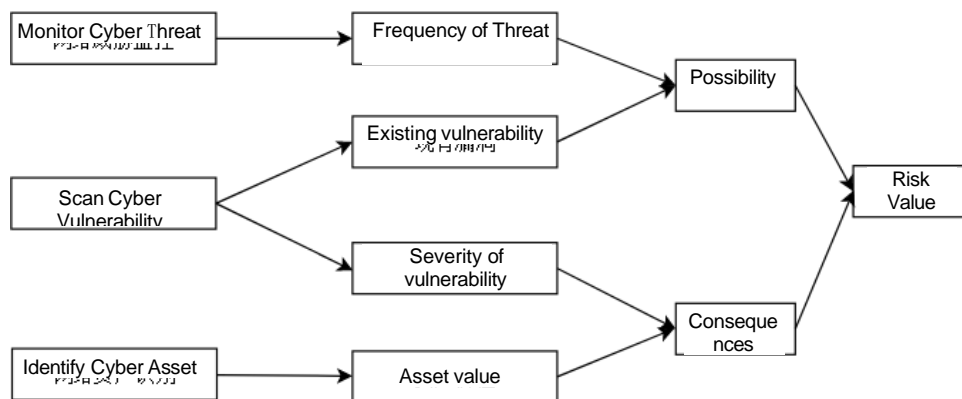 Monitor Cyber Threat
Frequency of Threat
Possibility
Existing vulnerability
Scan Cyber
Vulnerability
Risk
Value
Severity of
vulnerability
Conseque
nces
Identify Cyber Asset
Asset value